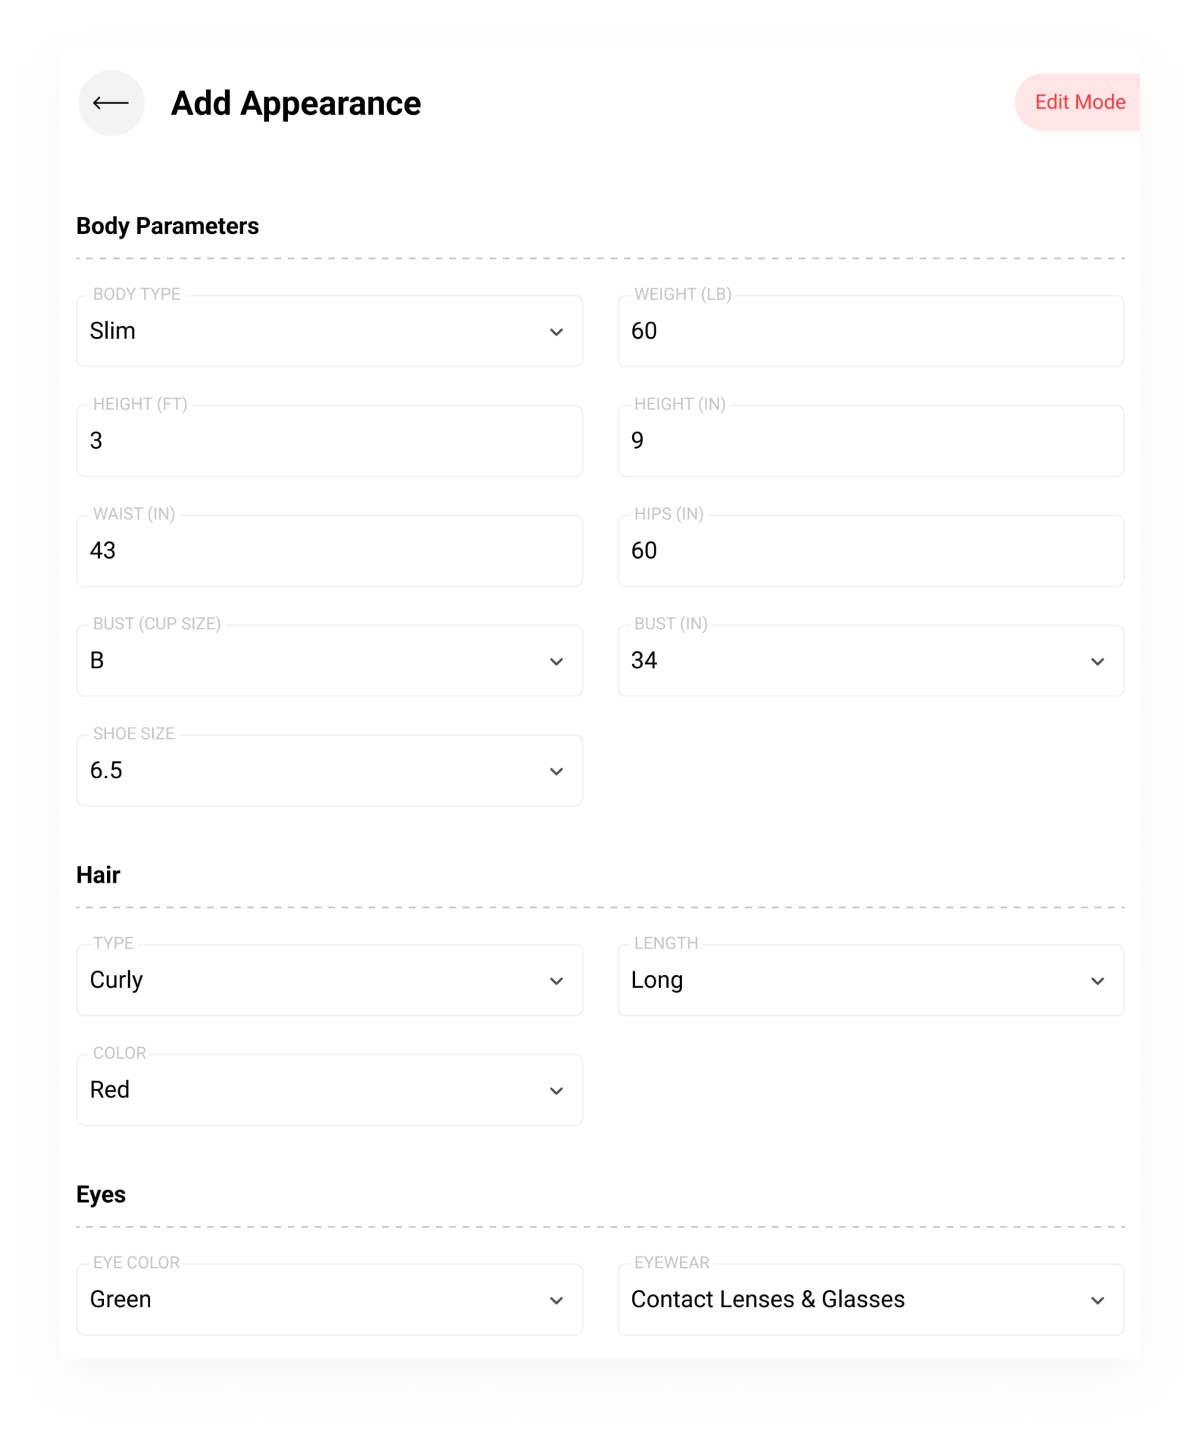 Add Appearance
Edit Mode
Body Parameters
BODY TYPE
Slim
WEIGHT (LB)
60
HEIGHT (FT)
3
HEIGHT (IN)
9
WAIST (IN)
43
HIPS (IN)
60
BUST (CUP SIZE)
B
BUST (IN)
34
SHOE SIZE
6.5
Hair
TYPE
Curly
LENGTH
Long
COLOR
Red
Eyes
EYE COLOR
Green
EYEWEAR
Contact Lenses & Glasses